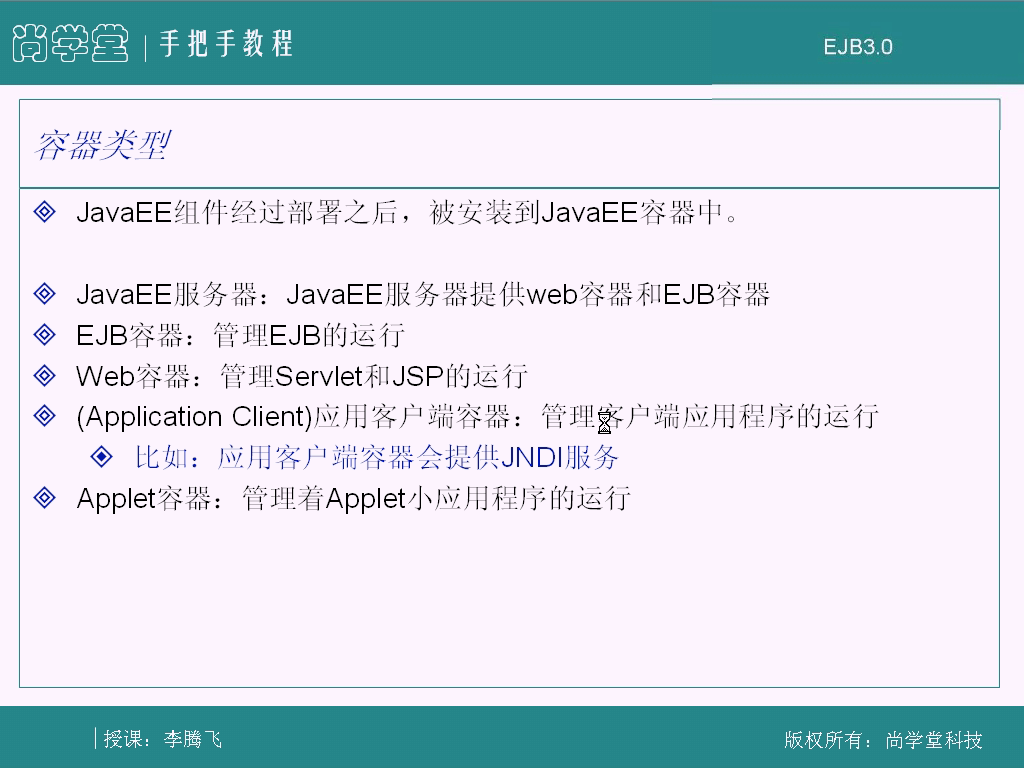 尚学堂 | 手把手教程
EJB3.0
容器类型
JavaEE组件经过部署之后，被安装到JavaEE容器中。
JavaEE服务器：JavaEE服务器提供web容器和EJB容器
EJB容器：管理EJB的运行
Web容器：管理Servlet和JSP的运行
(Application Client)应用客户端容器：管理客户端应用程序的运行
比如：应用客户端容器会提供JNDI服务
Applet容器：管理着Applet小应用程序的运行
|授课：李腾飞
版权所有：尚学堂科技